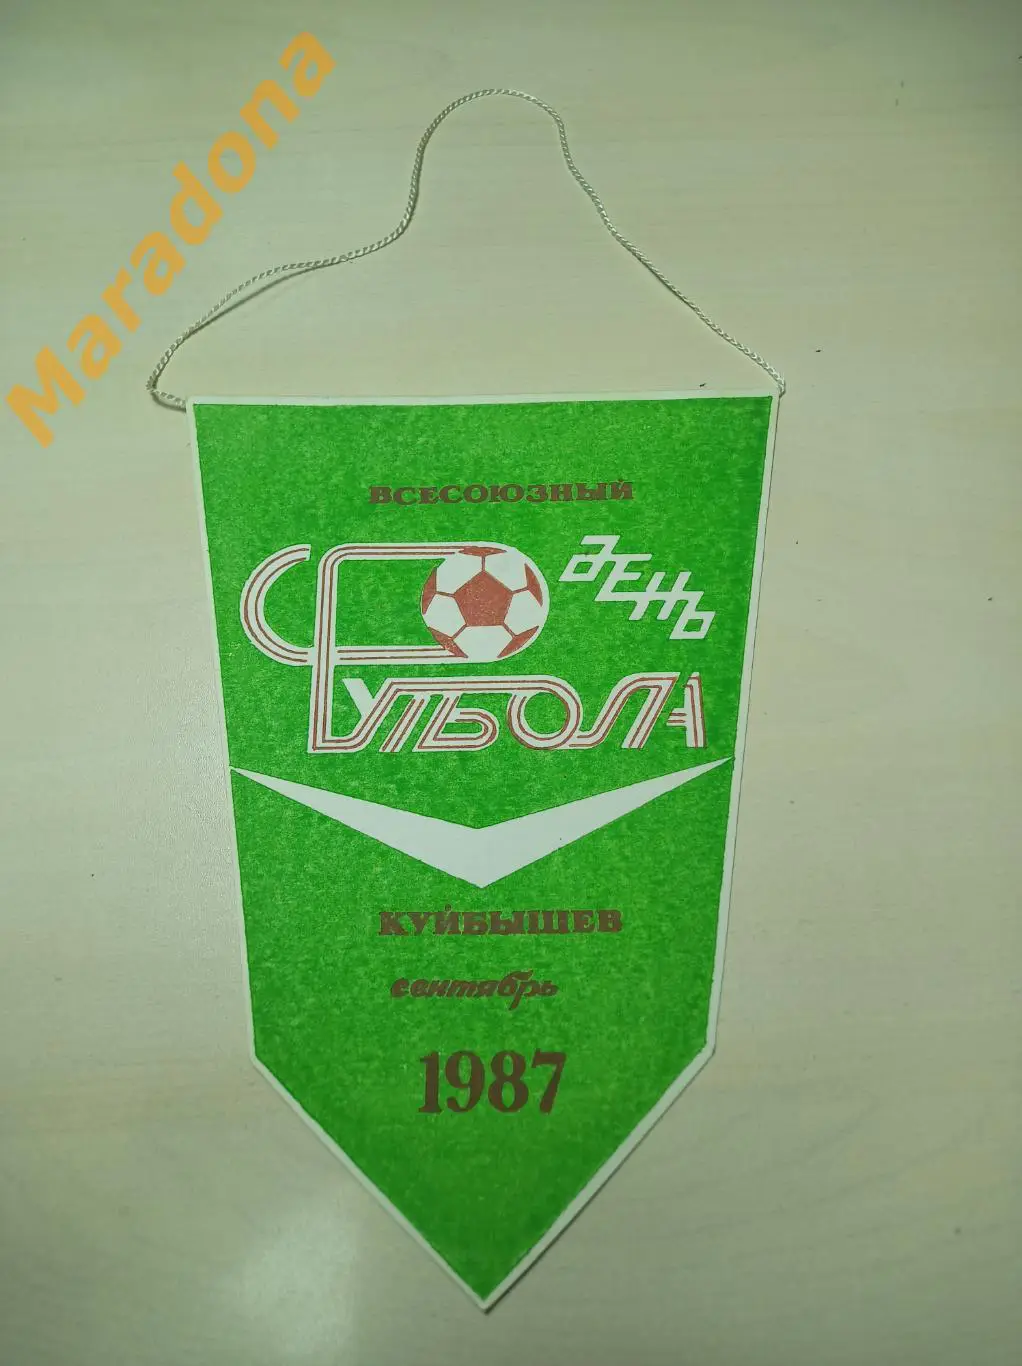 Maradona
ВСЕСОЮЗНЫЙ
ДЕНЬ
ФУТБОЛА
КУЙБЫШЕВ
сентябрь
1987